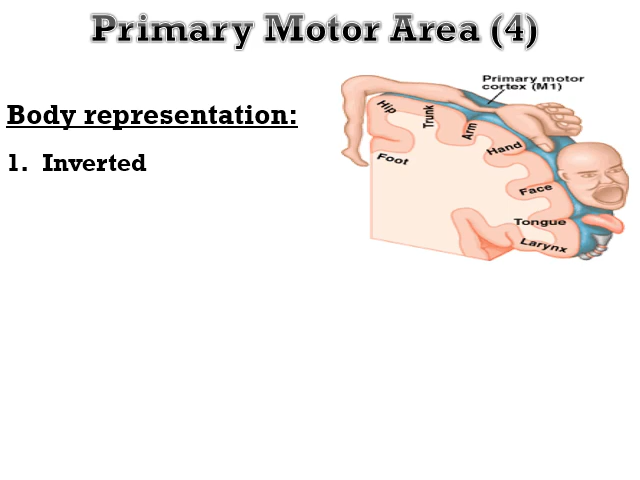 Primary Motor Area (4)
Primary motor
cortex (M1)
Body representation:
1. Inverted
Hip
Trunk
Arm
Hand
Foot
Face
Tongue
Larynx